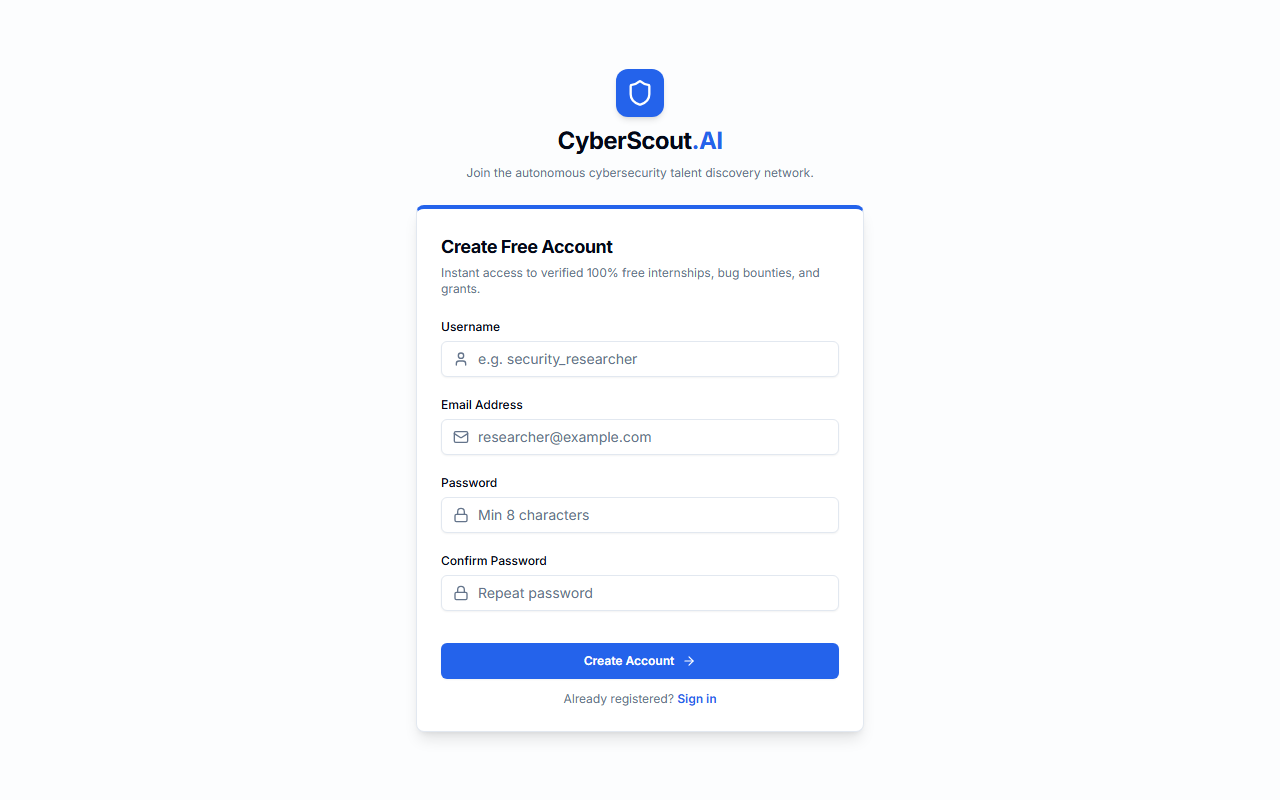 CyberScout.AI
Join the autonomous cybersecurity talent discovery network.
Create Free Account
Instant access to verified 100% free internships, bug bounties, and
grants.
Username
e.g. security_researcher
Email Address
researcher@example.com
Password
Min 8 characters
Confirm Password
Repeat password
Create Account
Already registered? Sign in